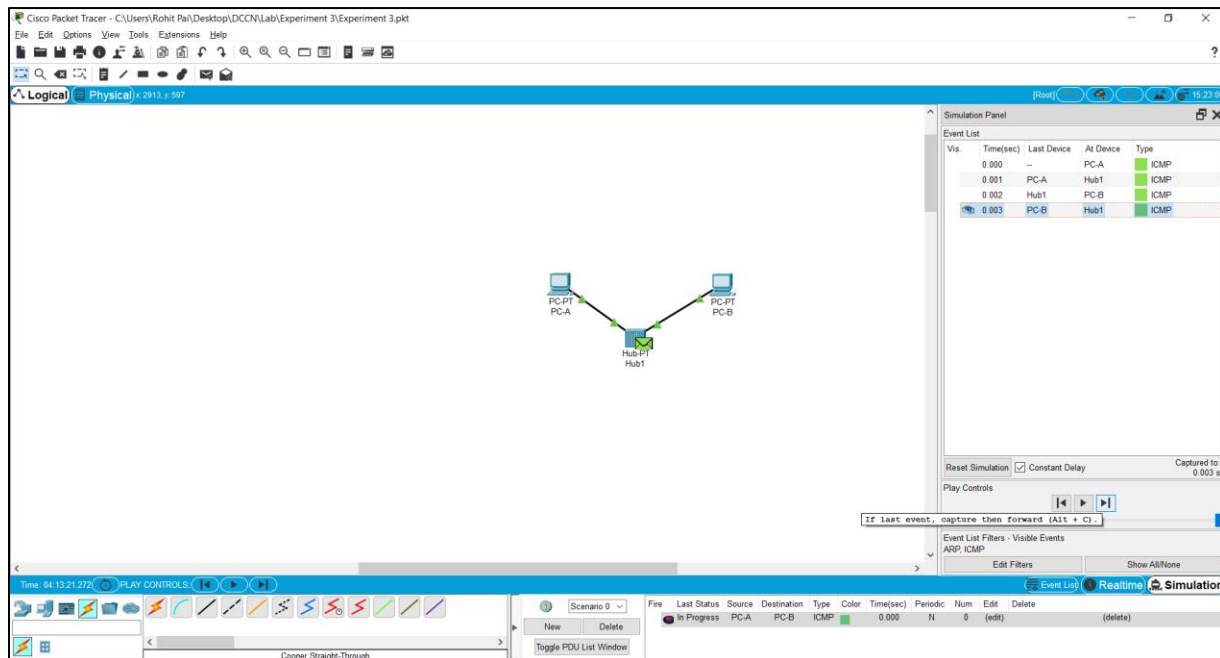 Cisco Packet Tracer - C:\Users\Rohit Pai\Desktop\DCCN\Lab\Experiment 3\Experiment 3.pkt
File Edit Options View Tools Extensions Help
?
Logical Physical x: 2913, y: 597 [Root] 15:23:0
Simulation Panel
Event List
Vis. Time(sec) Last Device At Device Type
0.000 -- PC-A ICMP
0.001 PC-A Hub1 ICMP
0.002 Hub1 PC-B ICMP
0.003 PC-B Hub1 ICMP
PC-PT
PC-A
PC-PT
PC-B
Hub-PT
Hub1
Reset Simulation Constant Delay Captured to:
0.003 s
Play Controls
If last event, capture then forward (Alt + C).
Event List Filters - Visible Events
ARP, ICMP
Edit Filters Show All/None
Time: 04:13:21.272 PLAY CONTROLS: Event List Realtime Simulation
Scenario 0 Fire Last Status Source Destination Type Color Time(sec) Periodic Num Edit Delete
In Progress PC-A PC-B ICMP 0.000 N 0 (edit) (delete)
New Delete
Toggle PDU List Window
Copper Straight-Through